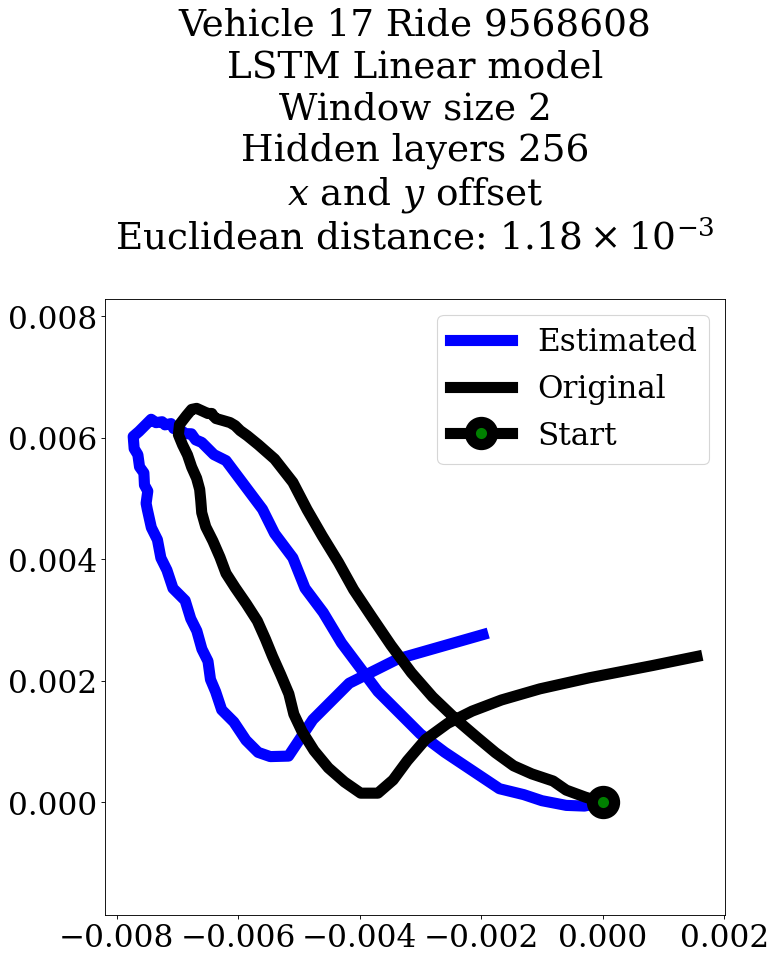 Vehicle 17 Ride 9568608
LSTM Linear model
Window size 2
Hidden layers 256
x and y offset
Euclidean distance: 1.18 × 10⁻³
Estimated
Original
Start
0.008
0.006
0.004
0.002
0.000
−0.008 −0.006 −0.004 −0.002 0.000 0.002